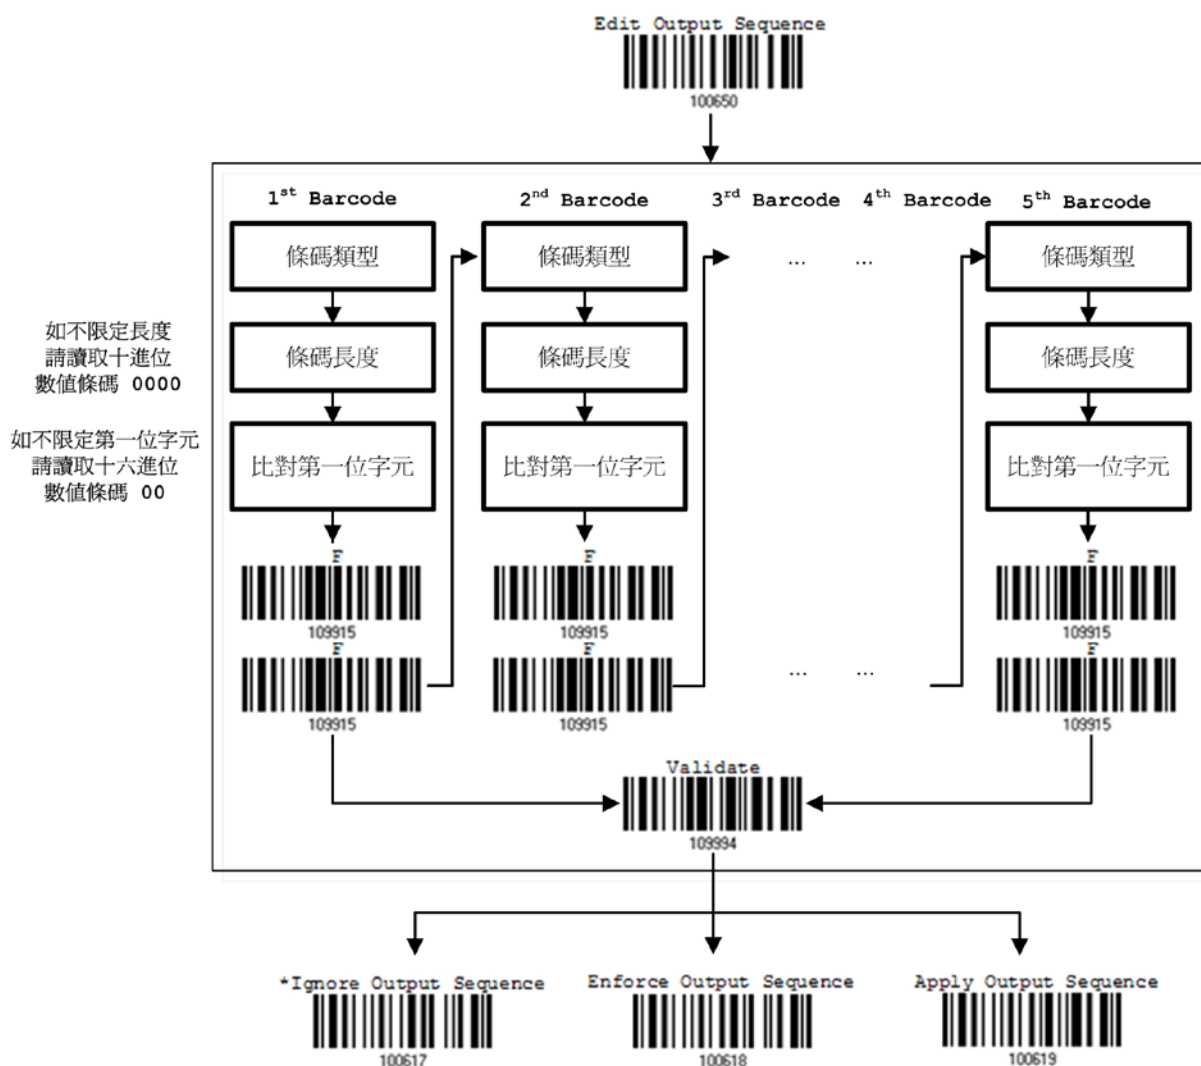 Edit Output Sequence
100650
1st Barcode
2nd Barcode
3rd Barcode
4th Barcode
5th Barcode
條碼類型
條碼類型
... ...
條碼類型
如不限定長度
請讀取十進位
數值條碼 0000
條碼長度
條碼長度
條碼長度
如不限定第一位字元
請讀取十六進位
數值條碼 00
比對第一位字元
比對第一位字元
比對第一位字元
F
F
F
109915
109915
109915
F
F
F
... ...
109915
109915
109915
Validate
109994
*Ignore Output Sequence
Enforce Output Sequence
Apply Output Sequence
100617
100618
100619